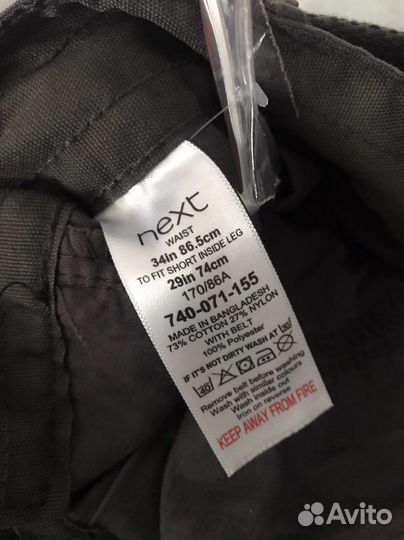 next
WAIST
34in 86.5cm
TO FIT SHORT INSIDE LEG
29in 74cm
170/86A
740-071-155
MADE IN BANGLADESH
73% COTTON 27% NYLON
WITH BELT
100% Polyester
IF IT'S NOT DIRTY WASH AT 30
40
Remove belt before washing
Wash with similar colours
Wash inside out
Iron on reverse
KEEP AWAY FROM FIRE
Avito